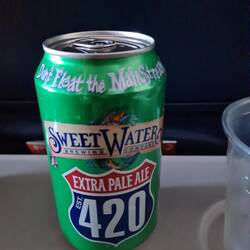 Don't Float the Mainstream
SWEETWATER
BREWING COMPANY
EXTRA PALE ALE
EST.
420